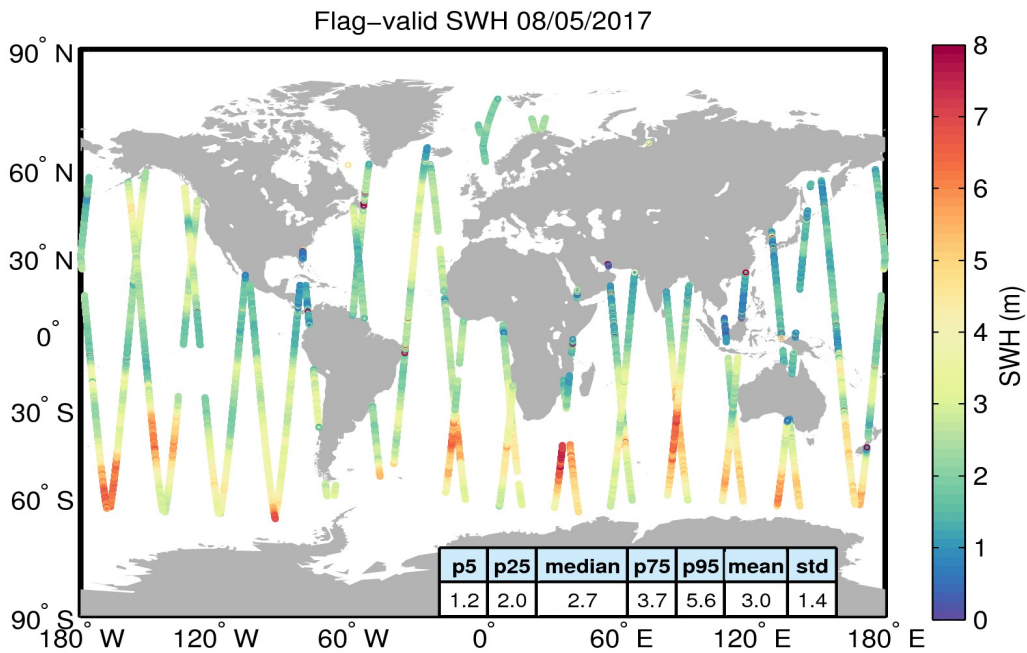 Flag−valid SWH 08/05/2017
90° N
60° N
30° N
0°
30° S
60° S
90° S
180° W
120° W
60° W
0°
60° E
120° E
180° E
p5 p25 median p75 p95 mean std
1.2 2.0 2.7 3.7 5.6 3.0 1.4
8
7
6
5
4
3
2
1
0
SWH (m)